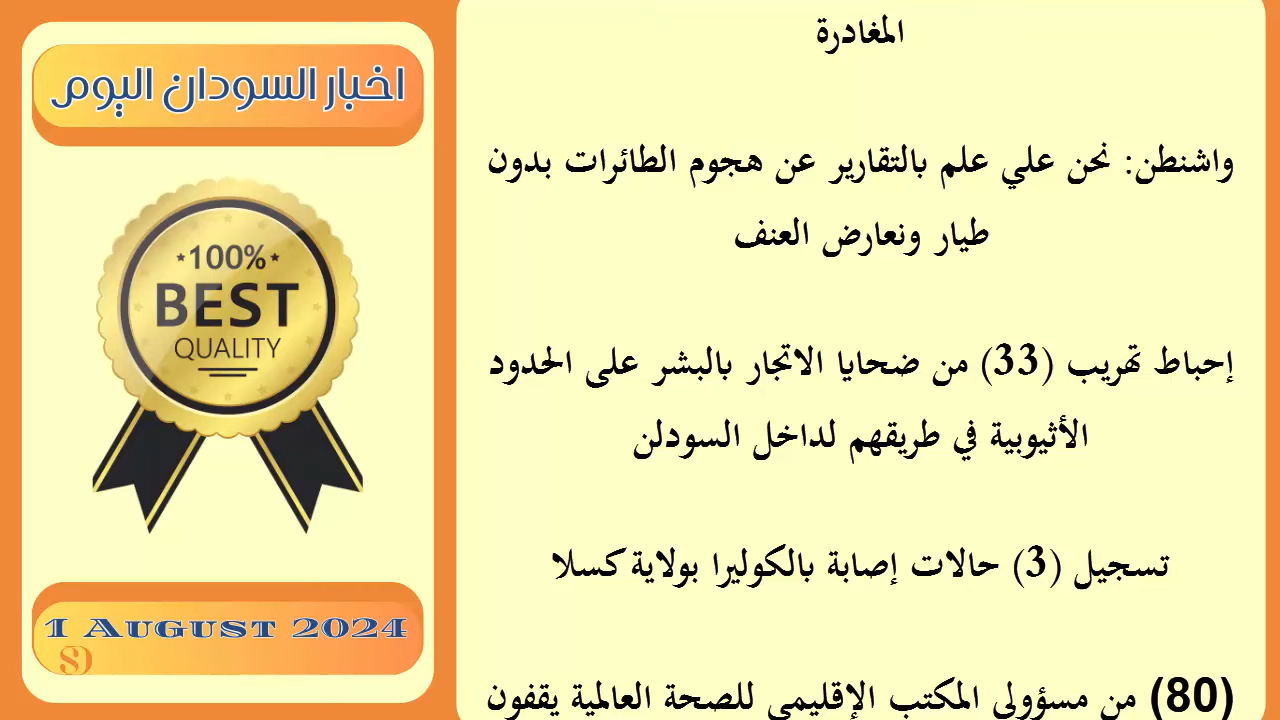 اخبار السودان اليوم
100%
BEST
QUALITY
1 August 2024
8)
المغادرة
واشنطن: نحن علي علم بالتقارير عن هجوم الطائرات بدون
طيار ونعارض العنف
إحباط تهريب (33) من ضحايا الاتجار بالبشر على الحدود
الأثيوبية في طريقهم لداخل السودلن
تسجيل (3) حالات إصابة بالكوليرا بولاية كسلا
(80) من مسؤولي المكتب الإقليمي للصحة العالمية يقفون